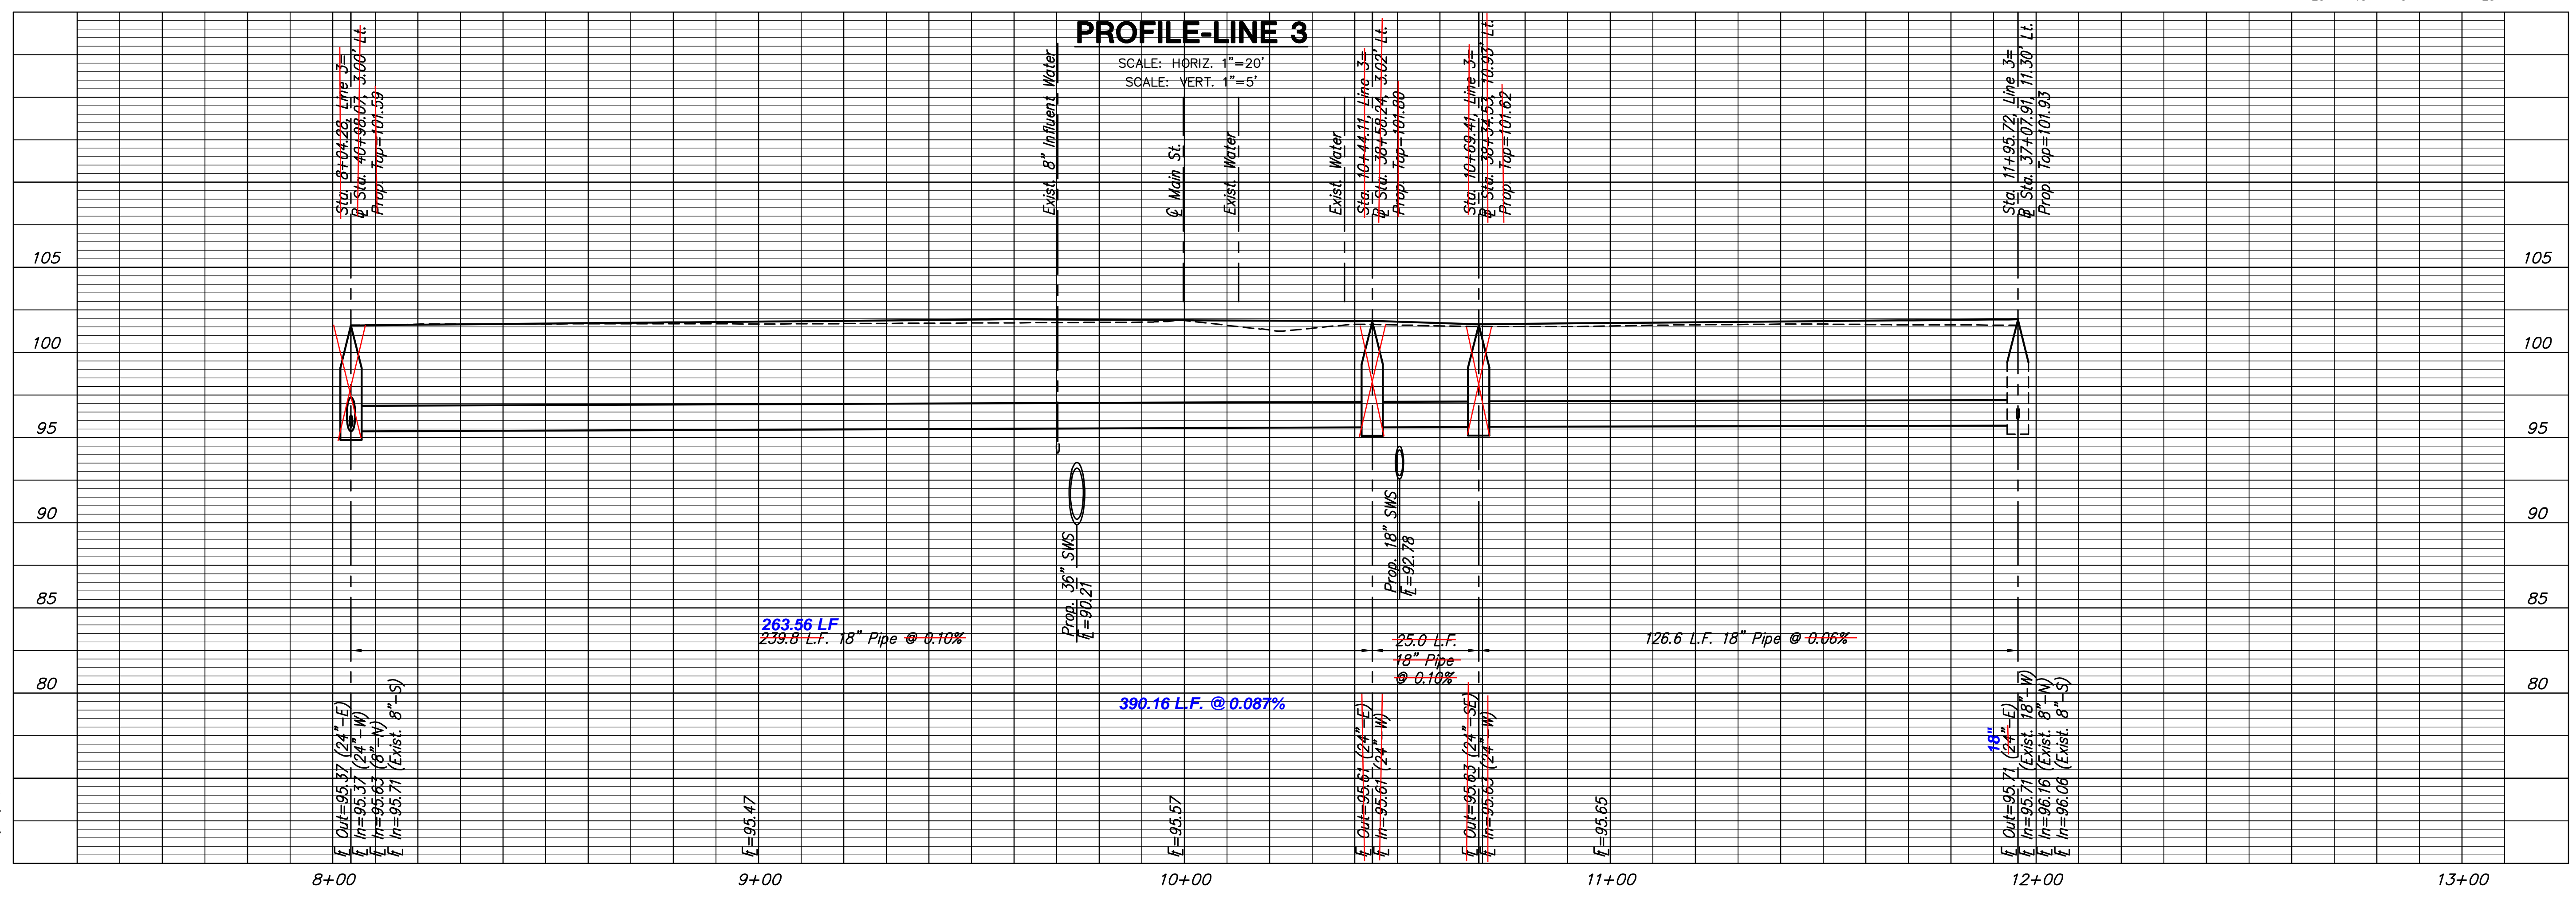 PROFILE-LINE 3
SCALE: HORIZ. 1"=20'
SCALE: VERT. 1"=5'
Sta. 8+04.28, Line 3=
Sta. 40+98.07, 3.00' Lt.
Prop. Top=101.59
Exist. 8" Influent Water
℄ Main St.
Exist. Water
Exist. Water
Sta. 10+44.11, Line 3=
Sta. 38+58.24, 3.02' Lt.
Prop. Top=101.80
Sta. 10+69.41, Line 3=
Sta. 38+34.53, 10.93' Lt.
Prop. Top=101.62
Sta. 11+95.72, Line 3=
Sta. 37+07.91, 11.30' Lt.
Prop. Top=101.93
105
105
100
100
95
95
90
90
85
85
80
80
Prop. 36" SWS
=90.21
Prop. 18" SWS
=92.78
263.56 LF
239.8 L.F. 18" Pipe @ 0.10%
25.0 L.F.
18" Pipe
@ 0.10%
126.6 L.F. 18" Pipe @ 0.06%
390.16 L.F. @ 0.087%
Out=95.37 (24"-E)
In=95.37 (24"-W)
In=95.63 (8"-N)
In=95.71 (Exist. 8"-S)
=95.47
=95.57
Out=95.61 (24"-E)
In=95.61 (24"-W)
Out=95.63 (24"-SE)
In=95.63 (24"-W)
=95.65
18"
Out=95.71 (24"-E)
In=95.71 (Exist. 18"-W)
In=96.16 (Exist. 8"-N)
In=96.06 (Exist. 8"-S)
8+00
9+00
10+00
11+00
12+00
13+00